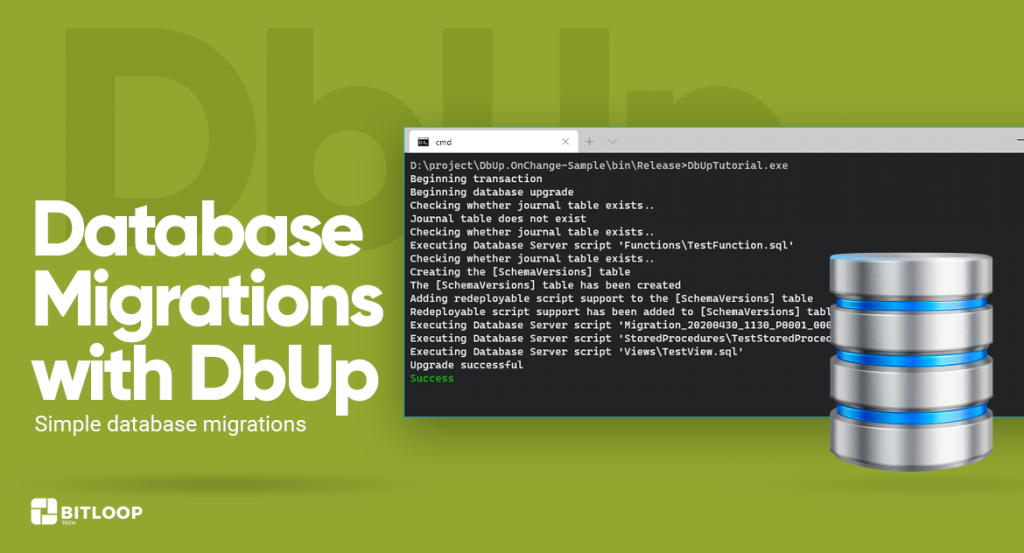 DbUp
Database
Migrations
with DbUp
Simple database migrations
BITLOOP
TECH
cmd
D:\project\DbUp.OnChange-Sample\bin\Release>DbUpTutorial.exe
Beginning transaction
Beginning database upgrade
Checking whether journal table exists..
Journal table does not exist
Checking whether journal table exists..
Executing Database Server script 'Functions\TestFunction.sql'
Checking whether journal table exists..
Creating the [SchemaVersions] table
The [SchemaVersions] table has been created
Adding redeployable script support to the [SchemaVersions] table
Redeployable script support has been added to [SchemaVersions] tabl
Executing Database Server script 'Migration_20200430_1130_P0001_000
Executing Database Server script 'StoredProcedures\TestStoredProced
Executing Database Server script 'Views\TestView.sql'
Upgrade successful
Success